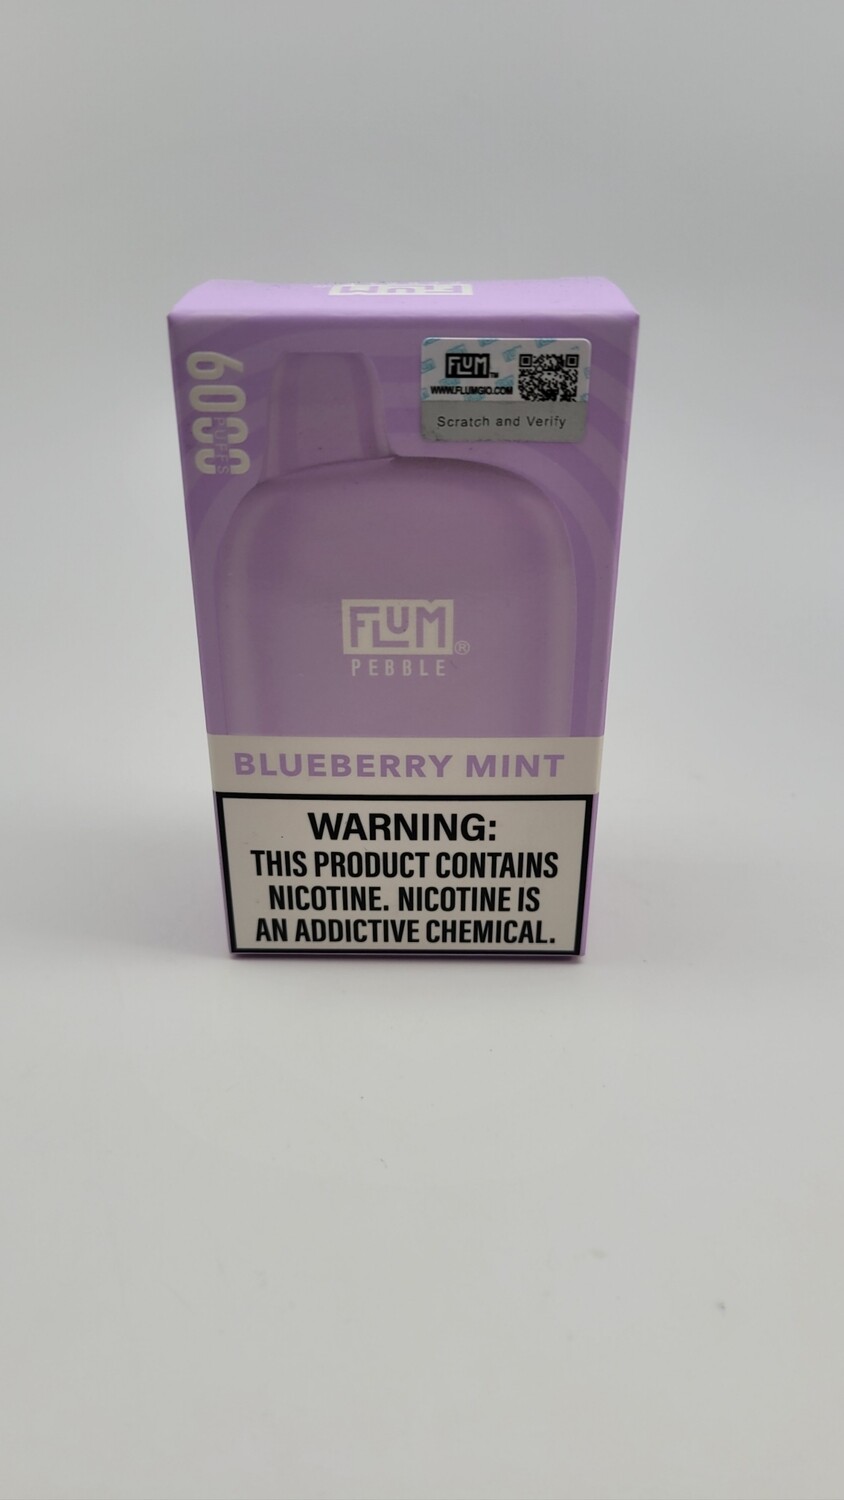 FLUM
6000
PUFFS
FLUM™
WWW.FLUMGIO.COM
Scratch and Verify
FLUM®
PEBBLE
BLUEBERRY MINT
WARNING:
THIS PRODUCT CONTAINS
NICOTINE. NICOTINE IS
AN ADDICTIVE CHEMICAL.